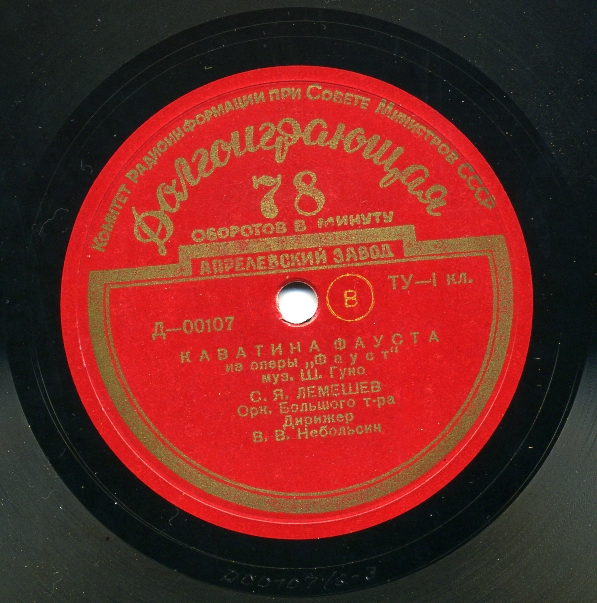 Комитет Радиоинформации при Совете Министров СССР
Долгоиграющая
78
ОБОРОТОВ В МИНУТУ
АПРЕЛЕВСКИЙ ЗАВОД
В
ТУ—I кл.
Д—00107
КАВАТИНА ФАУСТА
из оперы „Фауст“
муз. Ш. Гуно
С. Я. ЛЕМЕШЕВ
Орк. Большого т-ра
Дирижер
В. В. Небольсин